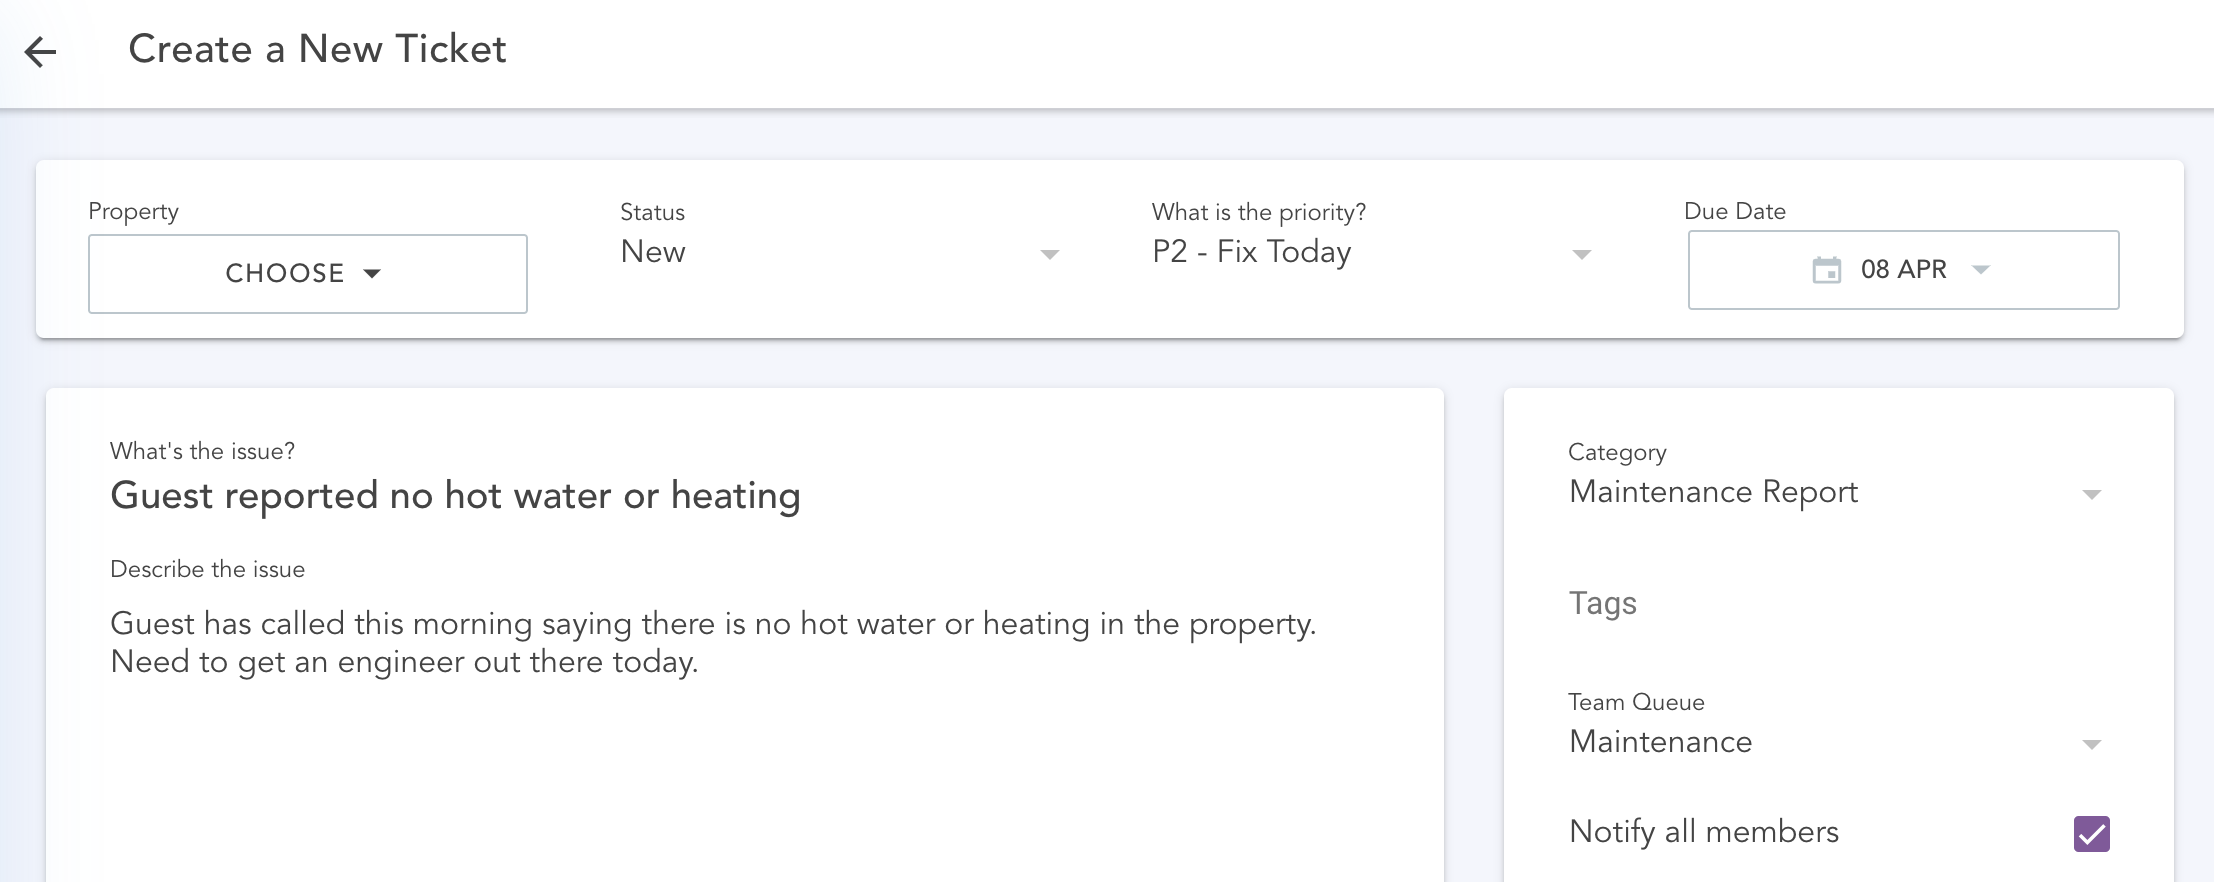 Create a New Ticket
Property
CHOOSE
Status
New
What is the priority?
P2 - Fix Today
Due Date
08 APR
What's the issue?
Guest reported no hot water or heating
Describe the issue
Guest has called this morning saying there is no hot water or heating in the property.
Need to get an engineer out there today.
Category
Maintenance Report
Tags
Team Queue
Maintenance
Notify all members